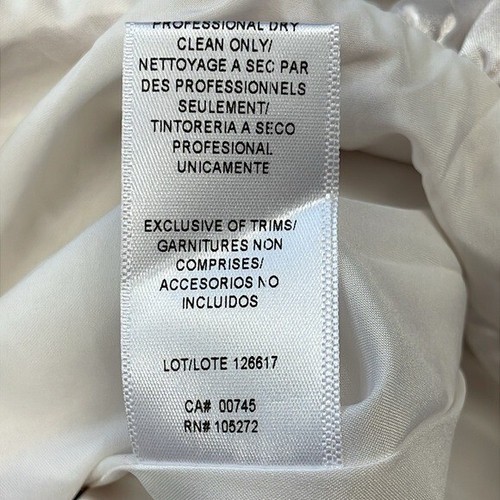 PROFESSIONAL DRY
CLEAN ONLY/
NETTOYAGE A SEC PAR
DES PROFESSIONNELS
SEULEMENT/
TINTORERIA A SECO
PROFESIONAL
UNICAMENTE
EXCLUSIVE OF TRIMS/
GARNITURES NON
COMPRISES/
ACCESORIOS NO
INCLUIDOS
LOT/LOTE 126617
CA# 00745
RN# 105272